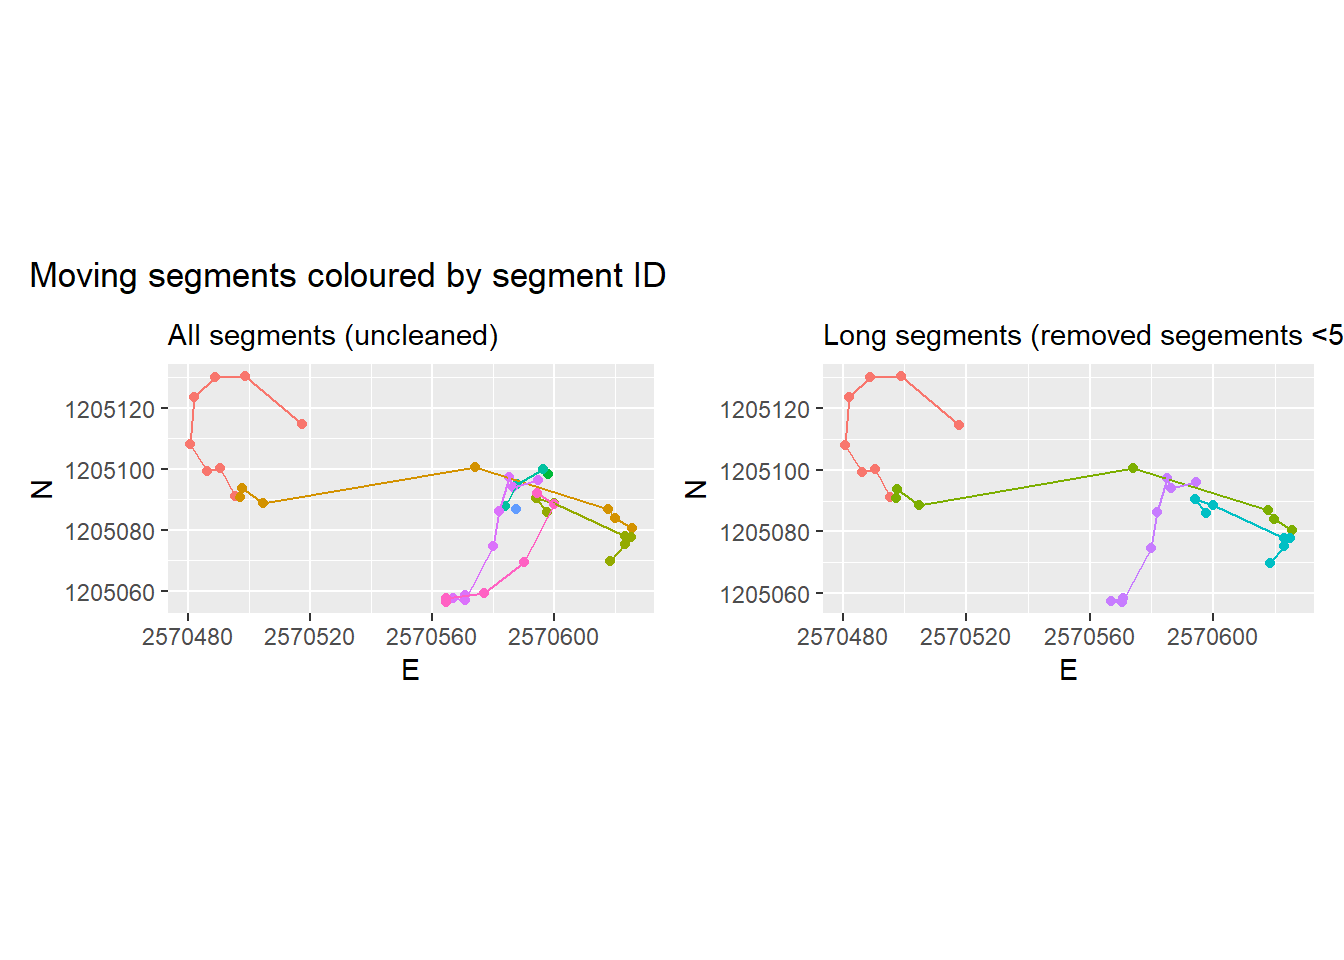 Moving segments coloured by segment ID
All segments (uncleaned)
1205120
1205100
1205080
1205060
N
2570480 2570520 2570560 2570600
E
Long segments (removed segements <5
1205120
1205100
1205080
1205060
N
2570480 2570520 2570560 2570600
E